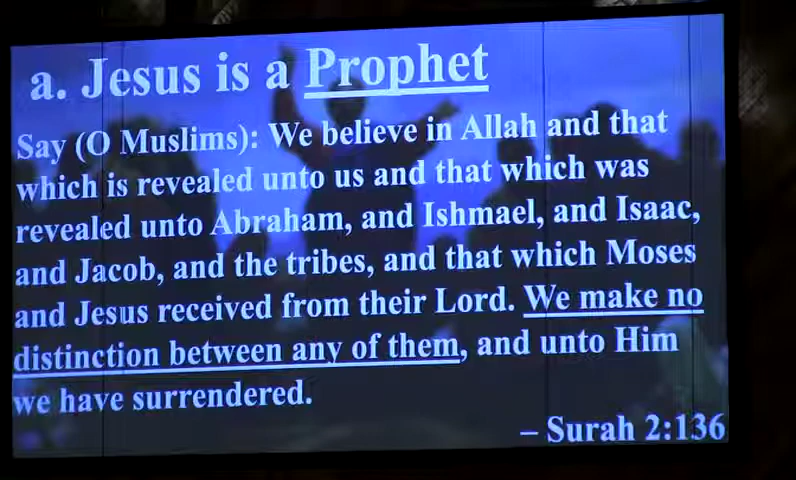 a. Jesus is a Prophet
Say (O Muslims): We believe in Allah and that
which is revealed unto us and that which was
revealed unto Abraham, and Ishmael, and Isaac,
and Jacob, and the tribes, and that which Moses
and Jesus received from their Lord. We make no
distinction between any of them, and unto Him
we have surrendered.
– Surah 2:136